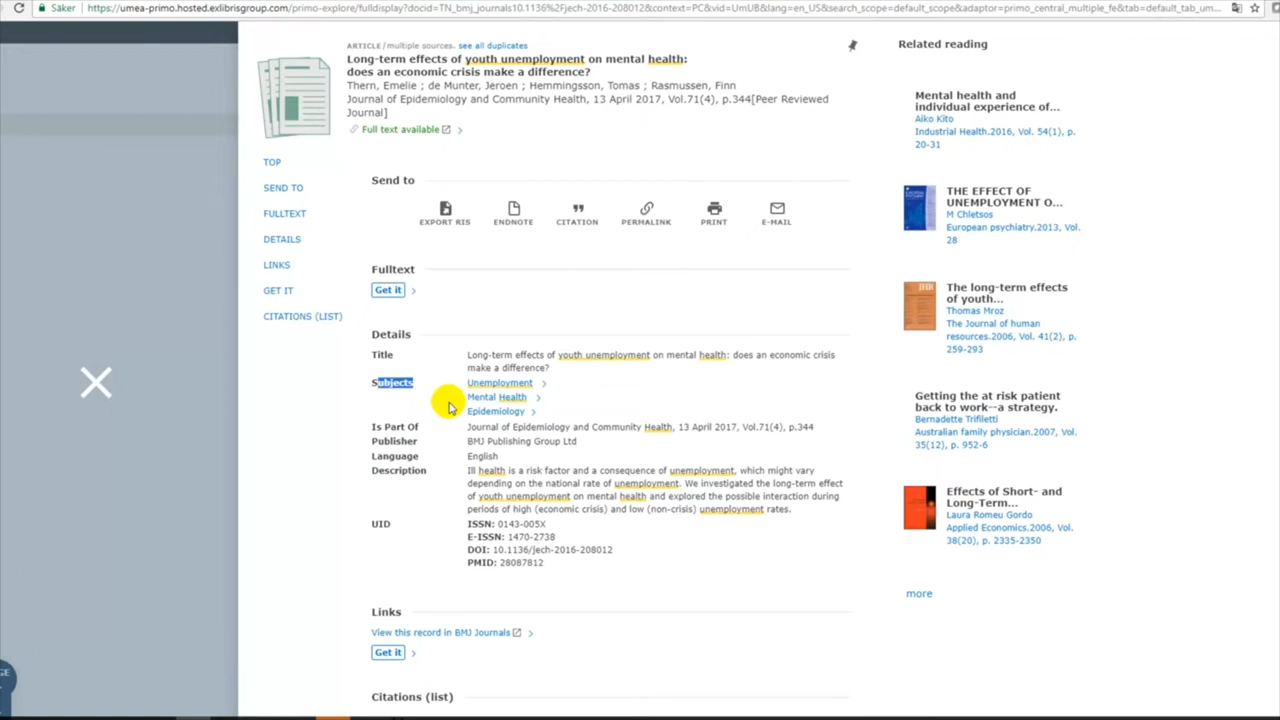 Säker
https://umea-primo.hosted.exlibrisgroup.com/primo-explore/fulldisplay?docid=TN_bmj_journals10.1136%2Fjech-2016-208012&context=PC&vid=UmUB&lang=en_US&search_scope=default_scope&adaptor=primo_central_multiple_fe&tab=default_tab_um...
ARTICLE/multiple sources. see all duplicates
Long-term effects of youth unemployment on mental health:
does an economic crisis make a difference?
Thern, Emelie ; de Munter, Jeroen ; Hemmingsson, Tomas ; Rasmussen, Finn
Journal of Epidemiology and Community Health, 13 April 2017, Vol.71(4), p.344[Peer Reviewed
Journal]
Full text available
TOP
SEND TO
FULLTEXT
DETAILS
LINKS
GET IT
CITATIONS (LIST)
Send to
EXPORT RIS
ENDNOTE
CITATION
PERMALINK
PRINT
E-MAIL
Fulltext
Get it
Details
Title
Long-term effects of youth unemployment on mental health: does an economic crisis
make a difference?
Subjects
Unemployment
Mental Health
Epidemiology
Is Part Of
Journal of Epidemiology and Community Health, 13 April 2017, Vol.71(4), p.344
Publisher
BMJ Publishing Group Ltd
Language
English
Description
Ill health is a risk factor and a consequence of unemployment, which might vary
depending on the national rate of unemployment. We investigated the long-term effect
of youth unemployment on mental health and explored the possible interaction during
periods of high (economic crisis) and low (non-crisis) unemployment rates.
UID
ISSN: 0143-005X
E-ISSN: 1470-2738
DOI: 10.1136/jech-2016-208012
PMID: 28087812
Links
View this record in BMJ Journals
Get it
Citations (list)
Related reading
Mental health and
individual experience of...
Aiko Kito
Industrial Health.2016, Vol. 54(1), p.
20-31
THE EFFECT OF
UNEMPLOYMENT O...
M Chletsos
European psychiatry.2013, Vol.
28
JHR
The long-term effects
of youth...
Thomas Mroz
The Journal of human
resources.2006, Vol. 41(2), p.
259-293
Getting the at risk patient
back to work--a strategy.
Bernadette Trifiletti
Australian family physician.2007, Vol.
35(12), p. 952-6
Effects of Short- and
Long-Term...
Laura Romeu Gordo
Applied Economics.2006, Vol.
38(20), p. 2335-2350
more